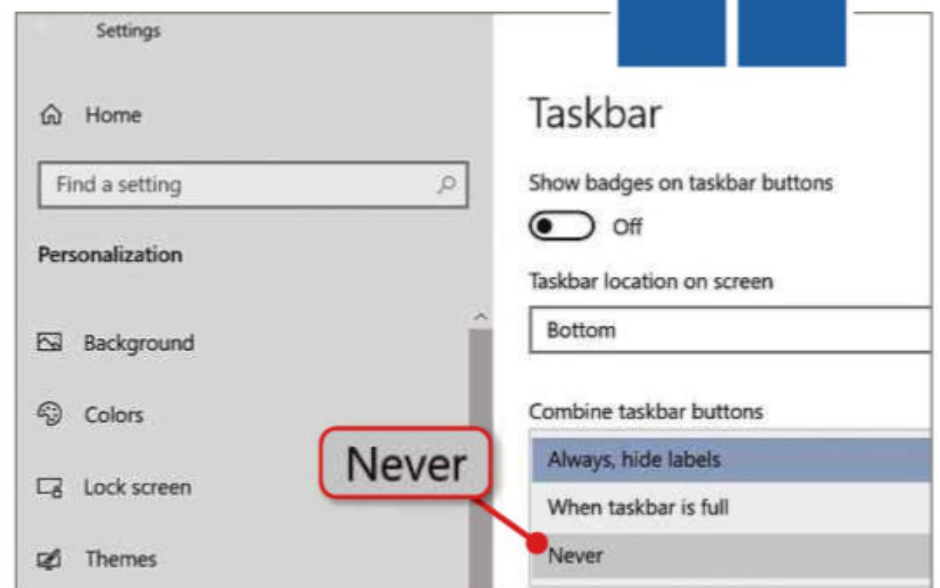 Settings
Home
Find a setting
Personalization
Background
Colors
Lock screen
Themes
Taskbar
Show badges on taskbar buttons
Off
Taskbar location on screen
Bottom
Combine taskbar buttons
Always, hide labels
When taskbar is full
Never
Never